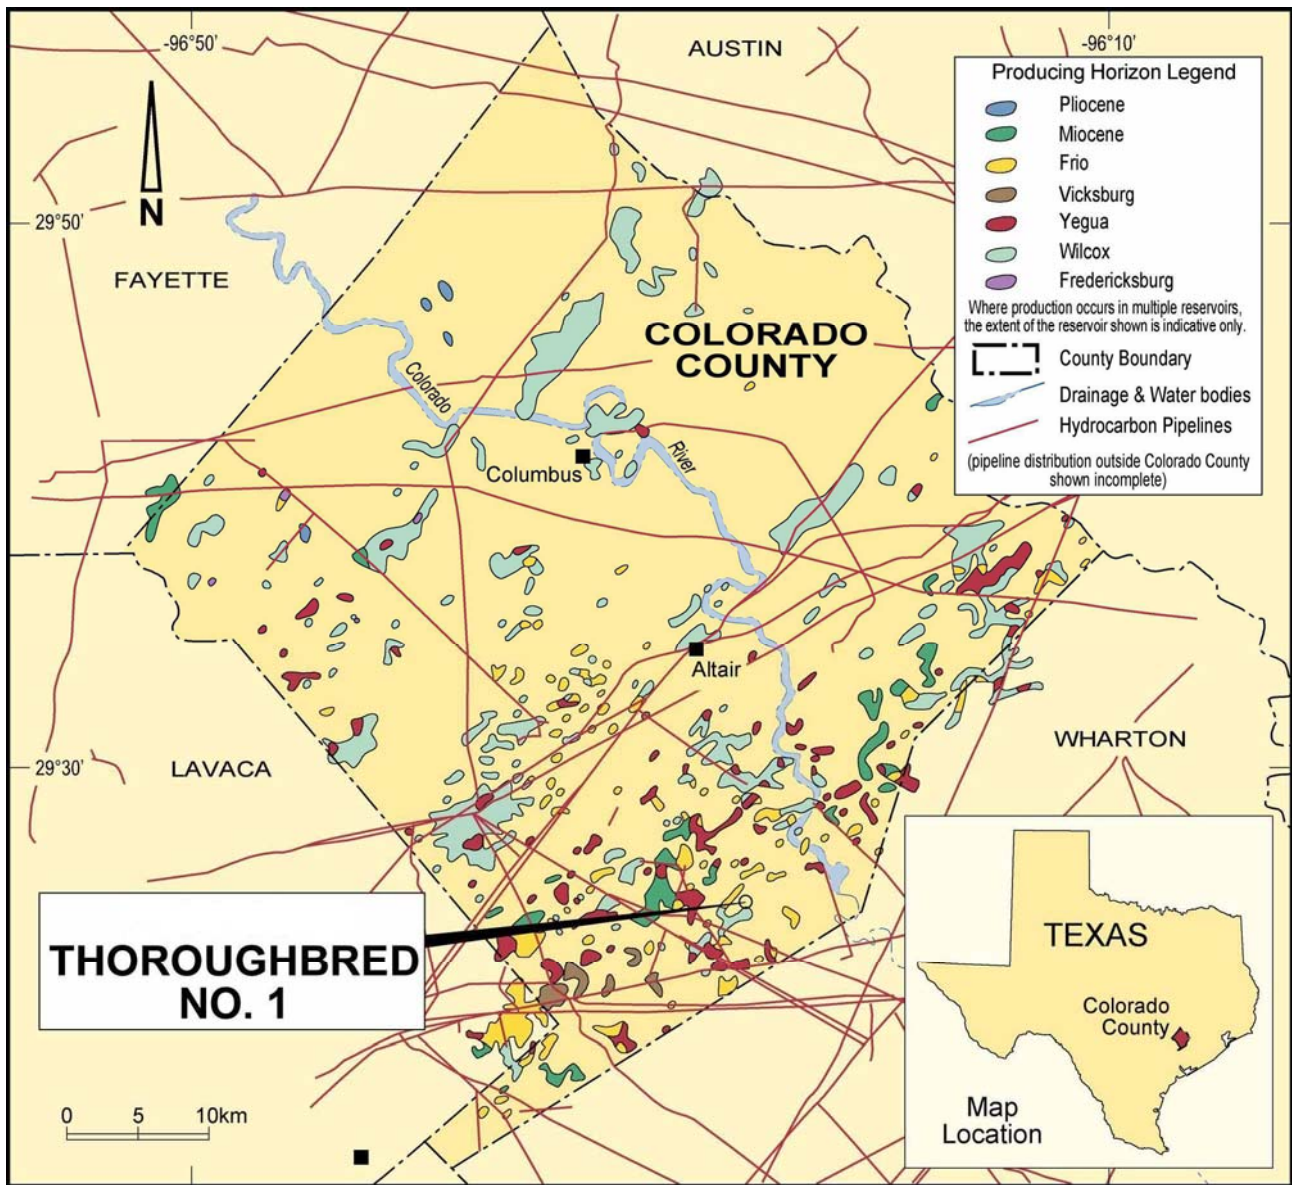 -96°50'
AUSTIN
-96°10'
Producing Horizon Legend
Pliocene
Miocene
Frio
Vicksburg
Yegua
Wilcox
Fredericksburg
Where production occurs in multiple reservoirs,
the extent of the reservoir shown is indicative only.
County Boundary
Drainage & Water bodies
Hydrocarbon Pipelines
(pipeline distribution outside Colorado County
shown incomplete)
N
29°50'
FAYETTE
COLORADO
COUNTY
Colorado
River
Columbus
Altair
WHARTON
29°30'
LAVACA
THOROUGHBRED
NO. 1
TEXAS
Colorado
County
Map
Location
0 5 10km